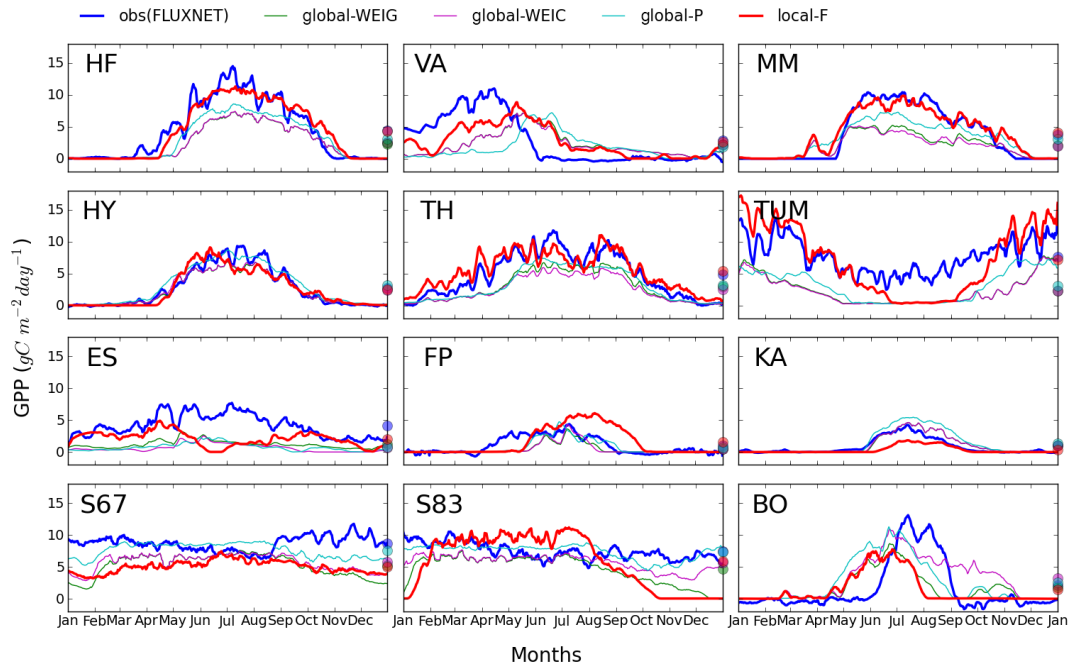 obs(FLUXNET) global-WEIG global-WEIC global-P local-F
HF VA MM
15
10
5
0
HY TH TUM
15
10
5
0
ES FP KA
15
10
5
0
S67 S83 BO
15
10
5
0
GPP (gC m⁻² day⁻¹)
Jan Feb Mar Apr May Jun Jul Aug Sep Oct Nov Dec Jan Feb Mar Apr May Jun Jul Aug Sep Oct Nov Dec Jan Feb Mar Apr May Jun Jul Aug Sep Oct Nov Dec Jan
Months